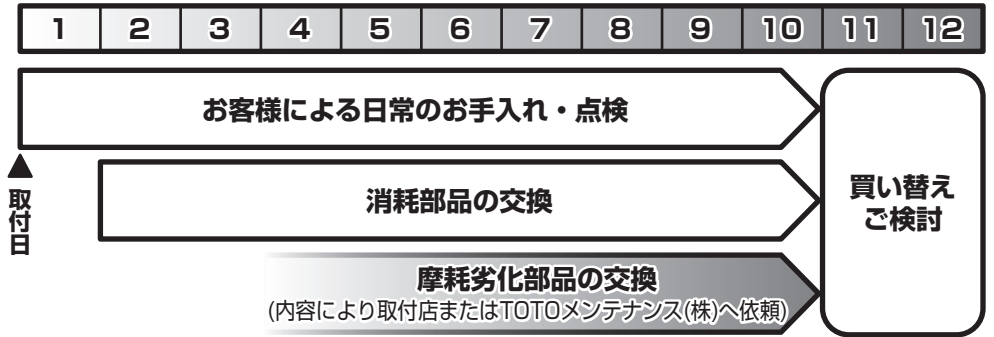 1 2 3 4 5 6 7 8 9 10 11 12
お客様による日常のお手入れ・点検
取付日
消耗部品の交換
買い替え
ご検討
摩耗劣化部品の交換
(内容により取付店またはTOTOメンテナンス(株)へ依頼)